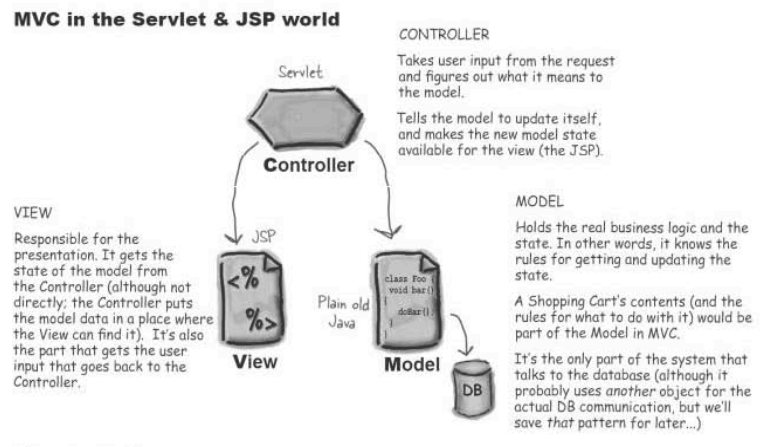 MVC in the Servlet & JSP world
CONTROLLER
Takes user input from the request
and figures out what it means to
the model.
Tells the model to update itself,
and makes the new model state
available for the view (the JSP).
Servlet
Controller
VIEW
Responsible for the
presentation. It gets the
state of the model from
the Controller (although not
directly; the Controller puts
the model data in a place where
the View can find it). It's also
the part that gets the user
input that goes back to the
Controller.
JSP
<%
%>
View
Plain old
Java
class Foo {
void bar()
{
doBar();
}
}
Model
DB
MODEL
Holds the real business logic and the
state. In other words, it knows the
rules for getting and updating the
state.
A Shopping Cart's contents (and the
rules for what to do with it) would be
part of the Model in MVC.
It's the only part of the system that
talks to the database (although it
probably uses another object for the
actual DB communication, but we'll
save that pattern for later...)